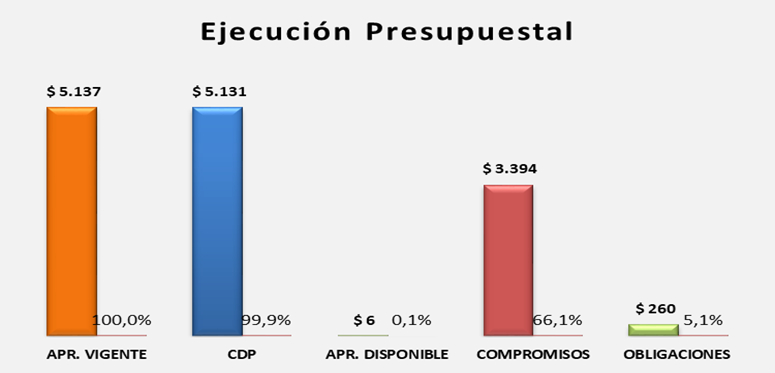 Ejecución Presupuestal
$ 5.137
$ 5.131
$ 3.394
$ 260
100,0%
99,9%
$ 6
0,1%
66,1%
5,1%
APR. VIGENTE
CDP
APR. DISPONIBLE
COMPROMISOS
OBLIGACIONES